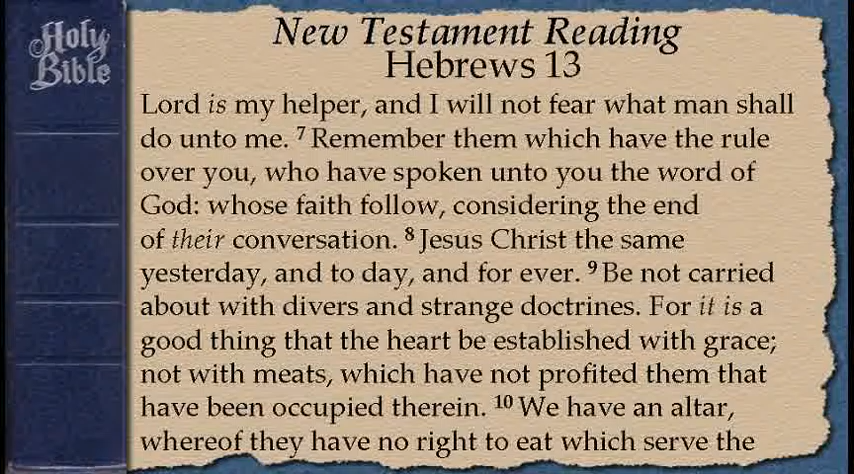 Holy
Bible
New Testament Reading
Hebrews 13
Lord is my helper, and I will not fear what man shall
do unto me. ⁷ Remember them which have the rule
over you, who have spoken unto you the word of
God: whose faith follow, considering the end
of their conversation. ⁸ Jesus Christ the same
yesterday, and to day, and for ever. ⁹ Be not carried
about with divers and strange doctrines. For it is a
good thing that the heart be established with grace;
not with meats, which have not profited them that
have been occupied therein. ¹⁰ We have an altar,
whereof they have no right to eat which serve the